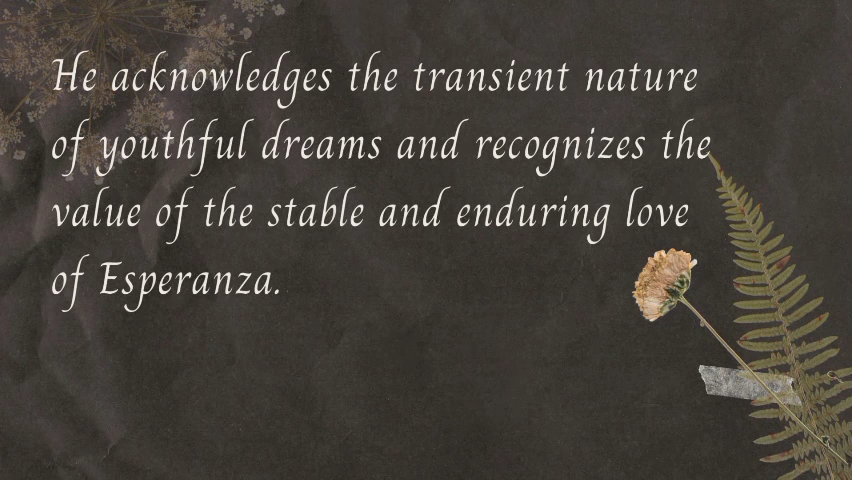 He acknowledges the transient nature
of youthful dreams and recognizes the
value of the stable and enduring love
of Esperanza.